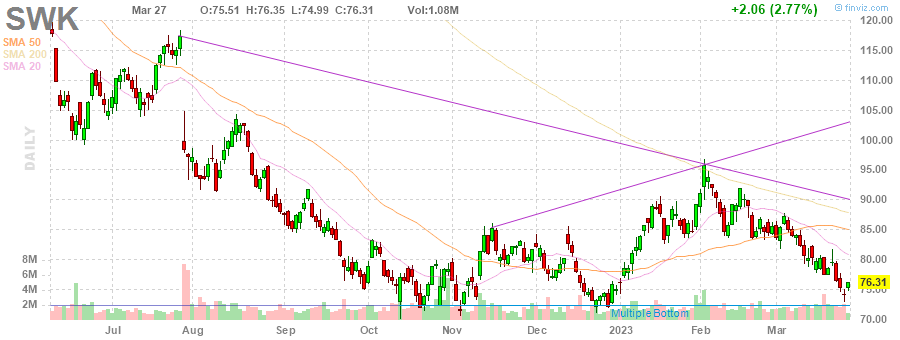 SWK Mar 27 O:75.51 H:76.35 L:74.99 C:76.31 Vol:1.08M +2.06 (2.77%) @ finviz.com
SMA 50
SMA 200
SMA 20
DAILY
120.00
115.00
110.00
105.00
100.00
95.00
90.00
85.00
80.00
76.31
75.00
70.00
8M
6M
4M
2M
Multiple Bottom
Jul Aug Sep Oct Nov Dec 2023 Feb Mar